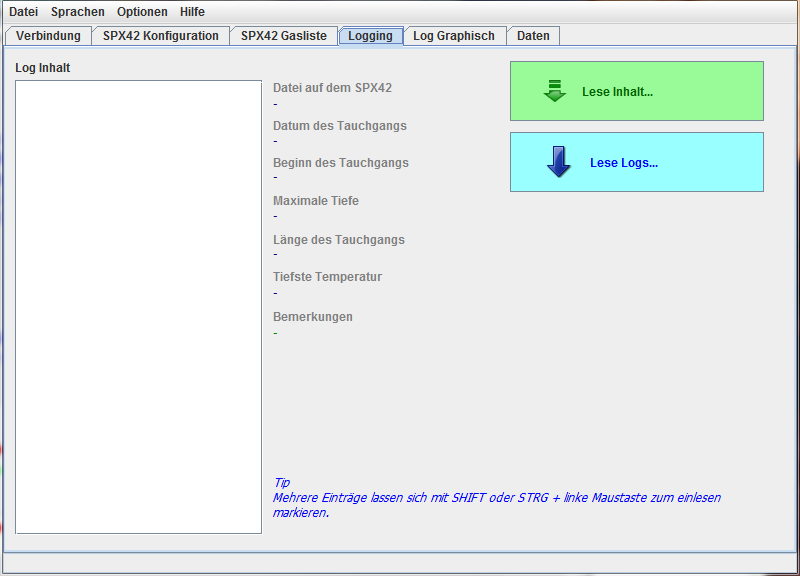 Datei Sprachen Optionen Hilfe
Verbindung SPX42 Konfiguration SPX42 Gasliste Logging Log Graphisch Daten
Log Inhalt
Datei auf dem SPX42
-
Datum des Tauchgangs
-
Beginn des Tauchgangs
-
Maximale Tiefe
-
Länge des Tauchgangs
-
Tiefste Temperatur
-
Bemerkungen
-
Lese Inhalt...
Lese Logs...
Tip
Mehrere Einträge lassen sich mit SHIFT oder STRG + linke Maustaste zum einlesen
markieren.